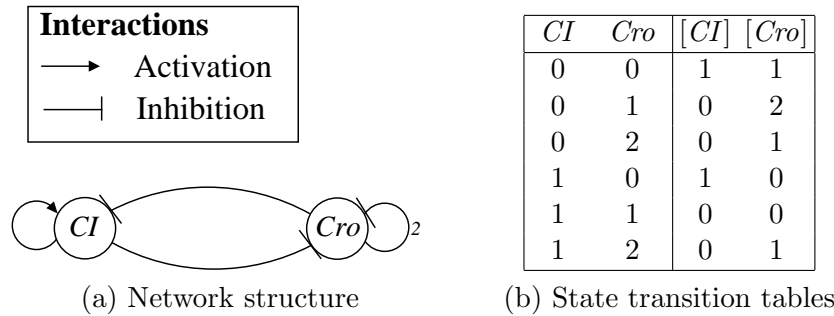 Interactions
Activation
Inhibition
CI
Cro
2
(a) Network structure
CI Cro [CI] [Cro]
0 0 1 1
0 1 0 2
0 2 0 1
1 0 1 0
1 1 0 0
1 2 0 1
(b) State transition tables